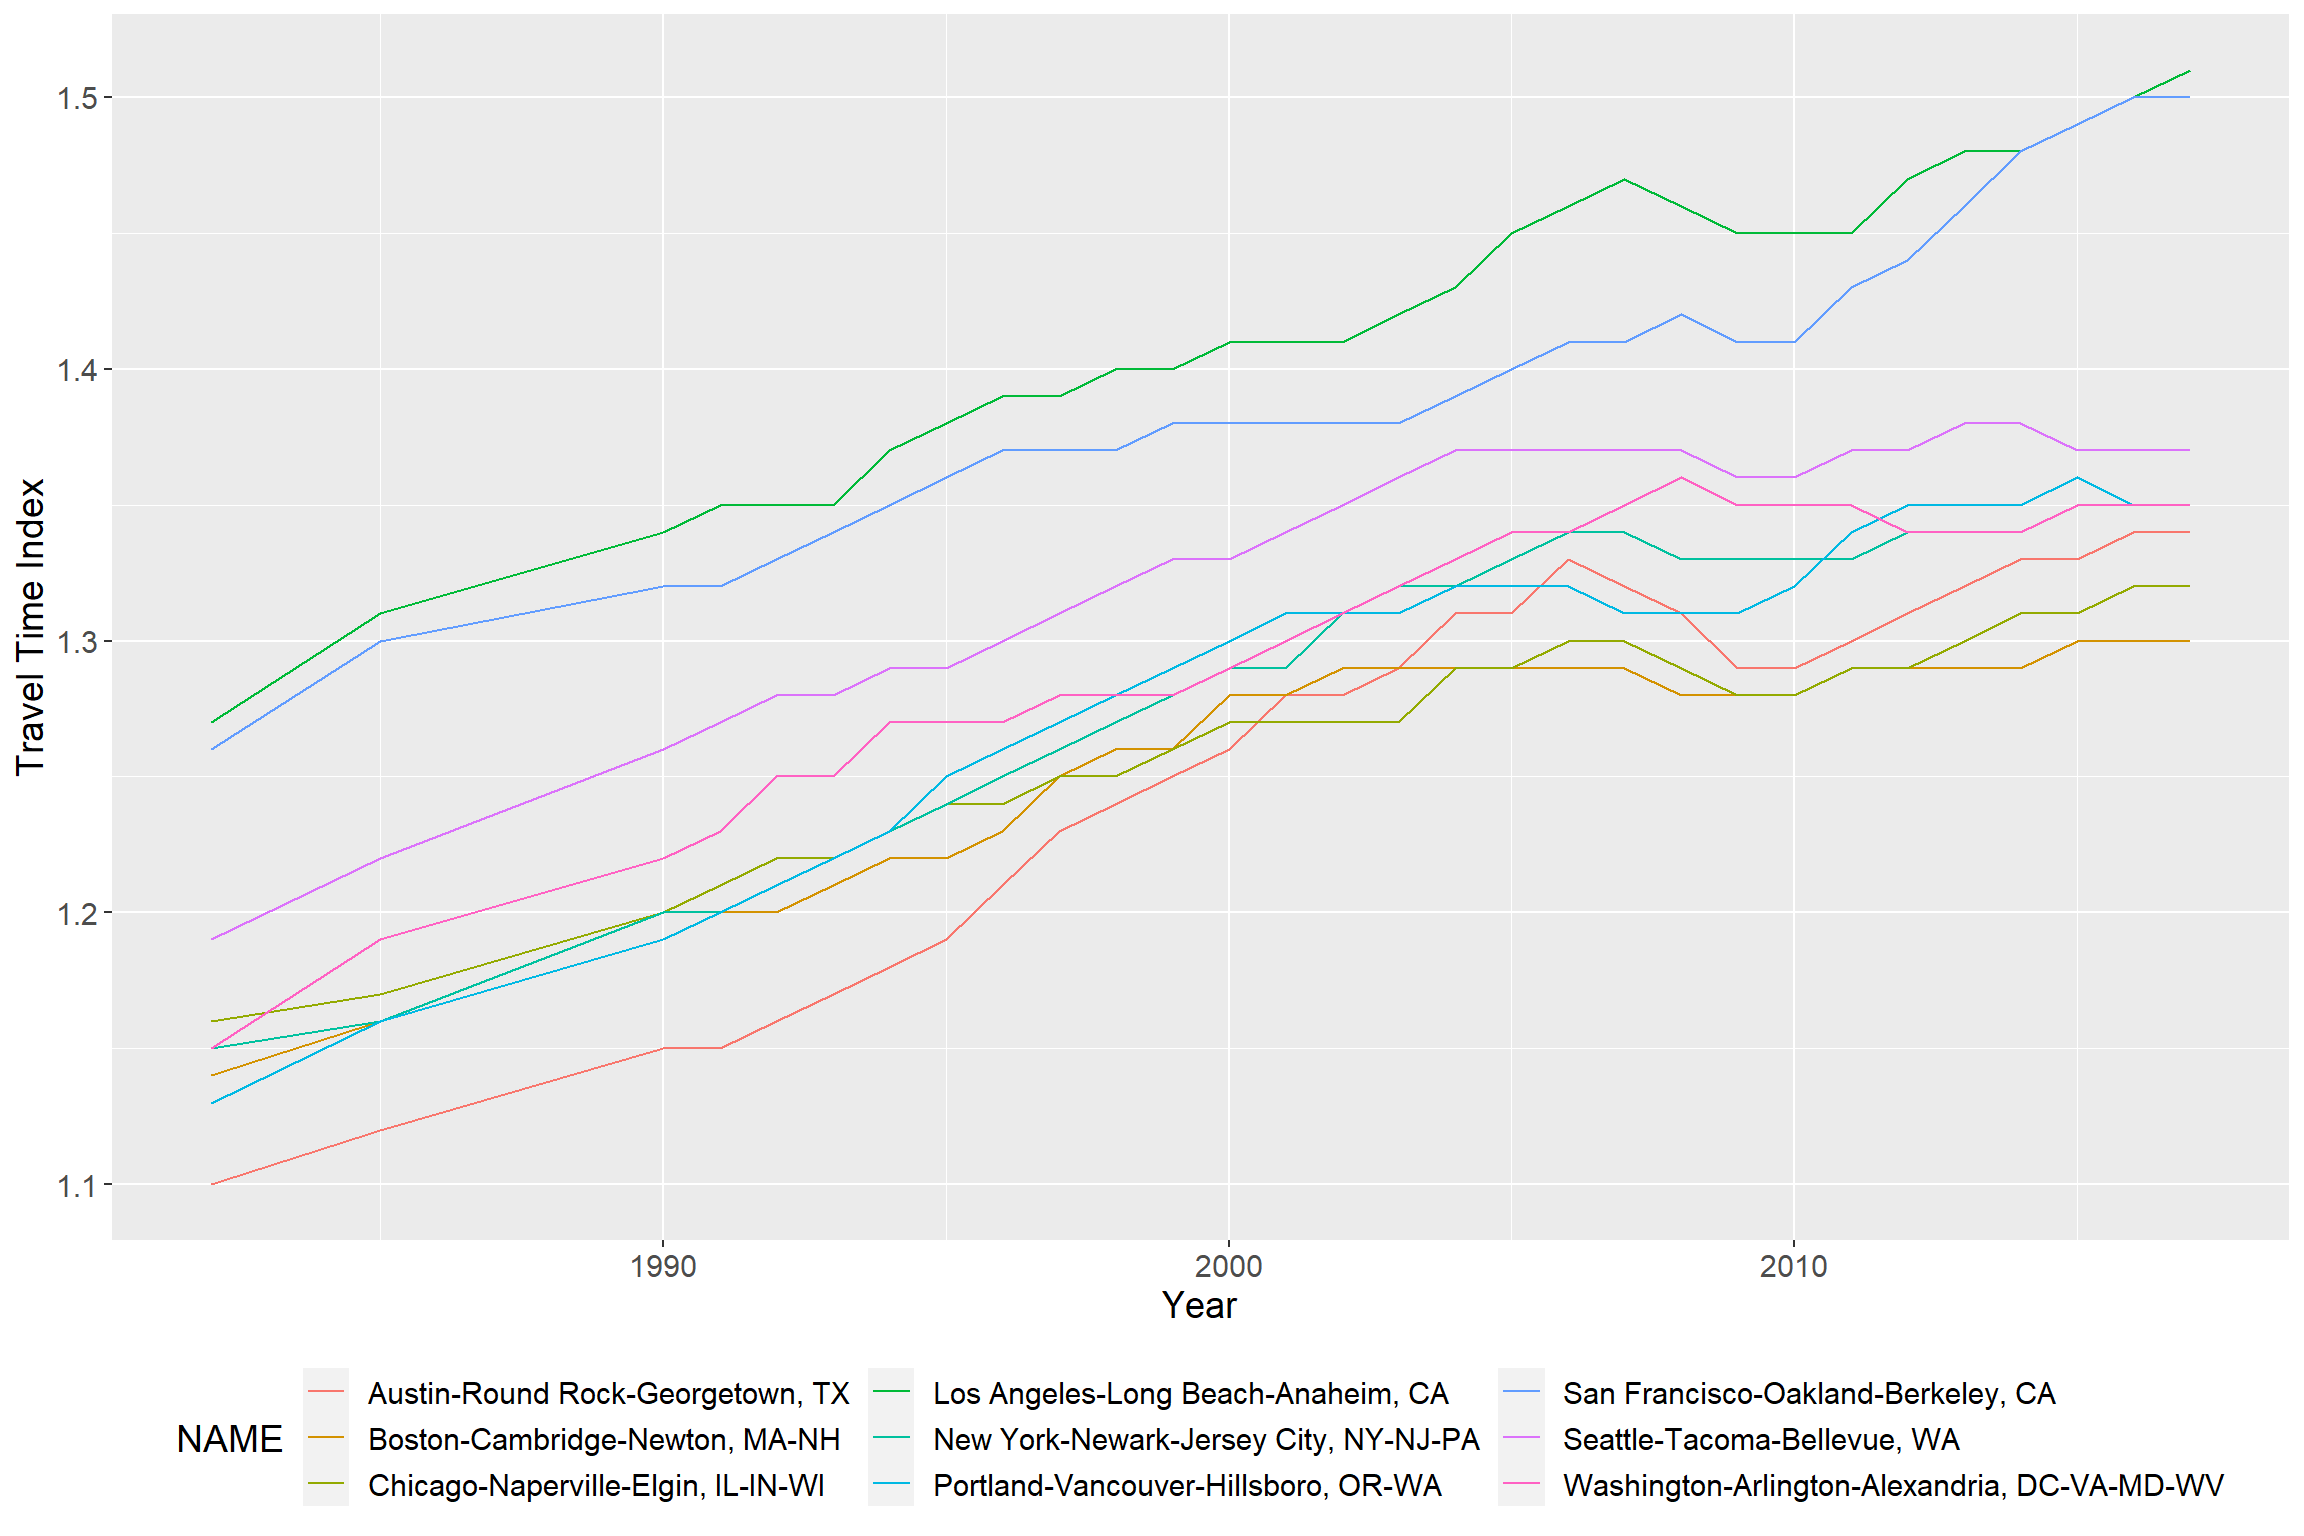 1.5
1.4
1.3
1.2
1.1
Travel Time Index
1990 2000 2010
Year
NAME
Austin-Round Rock-Georgetown, TX
Boston-Cambridge-Newton, MA-NH
Chicago-Naperville-Elgin, IL-IN-WI
Los Angeles-Long Beach-Anaheim, CA
New York-Newark-Jersey City, NY-NJ-PA
Portland-Vancouver-Hillsboro, OR-WA
San Francisco-Oakland-Berkeley, CA
Seattle-Tacoma-Bellevue, WA
Washington-Arlington-Alexandria, DC-VA-MD-WV